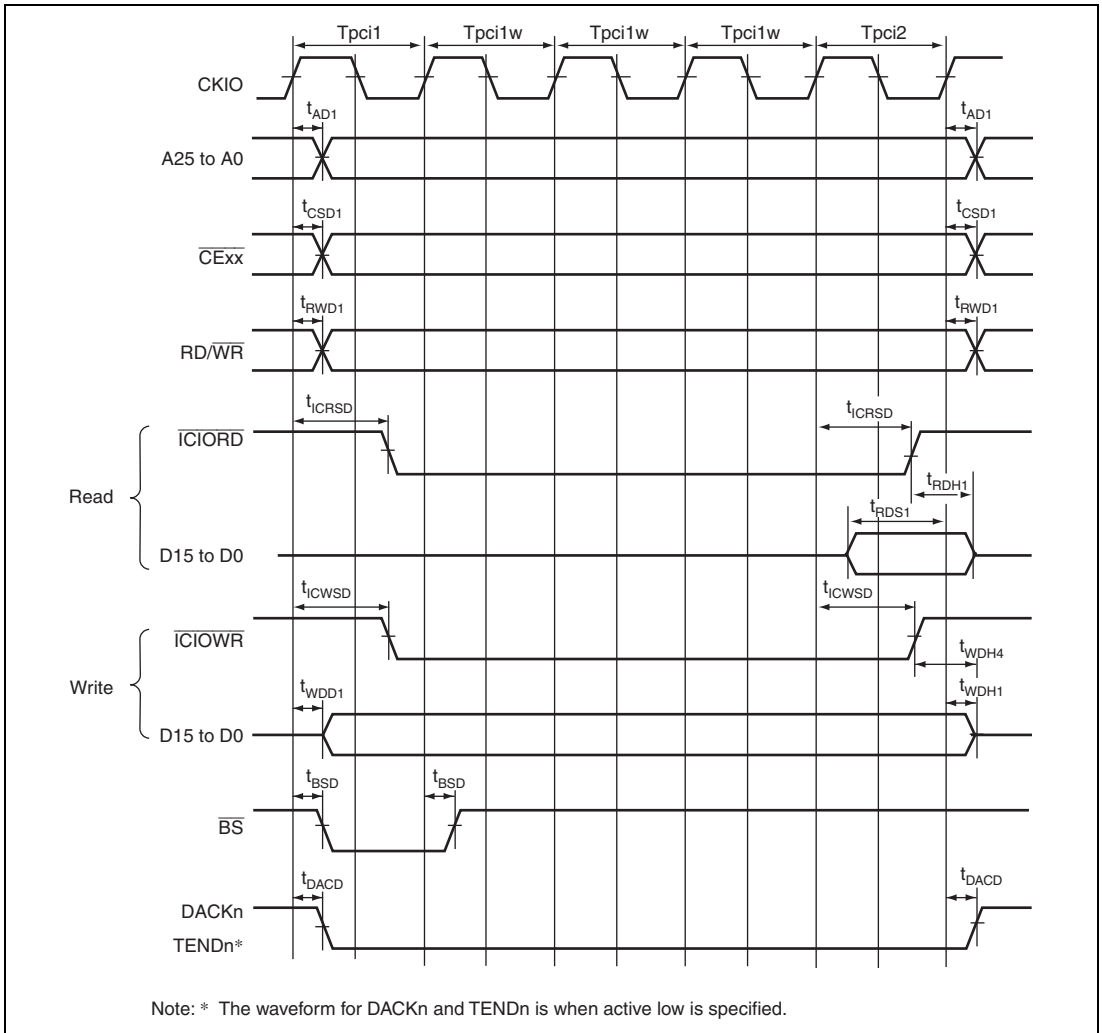 Tpci1 Tpci1w Tpci1w Tpci1w Tpci2
CKIO
tAD1 tAD1
A25 to A0
tCSD1 tCSD1
CExx
tRWD1 tRWD1
RD/WR
tICRSD tICRSD
ICIORD
tRDH1
Read
tRDS1
D15 to D0
tICWSD tICWSD
ICIOWR
tWDH4
Write
tWDD1 tWDH1
D15 to D0
tBSD tBSD
BS
tDACD tDACD
DACKn
TENDn*
Note: * The waveform for DACKn and TENDn is when active low is specified.